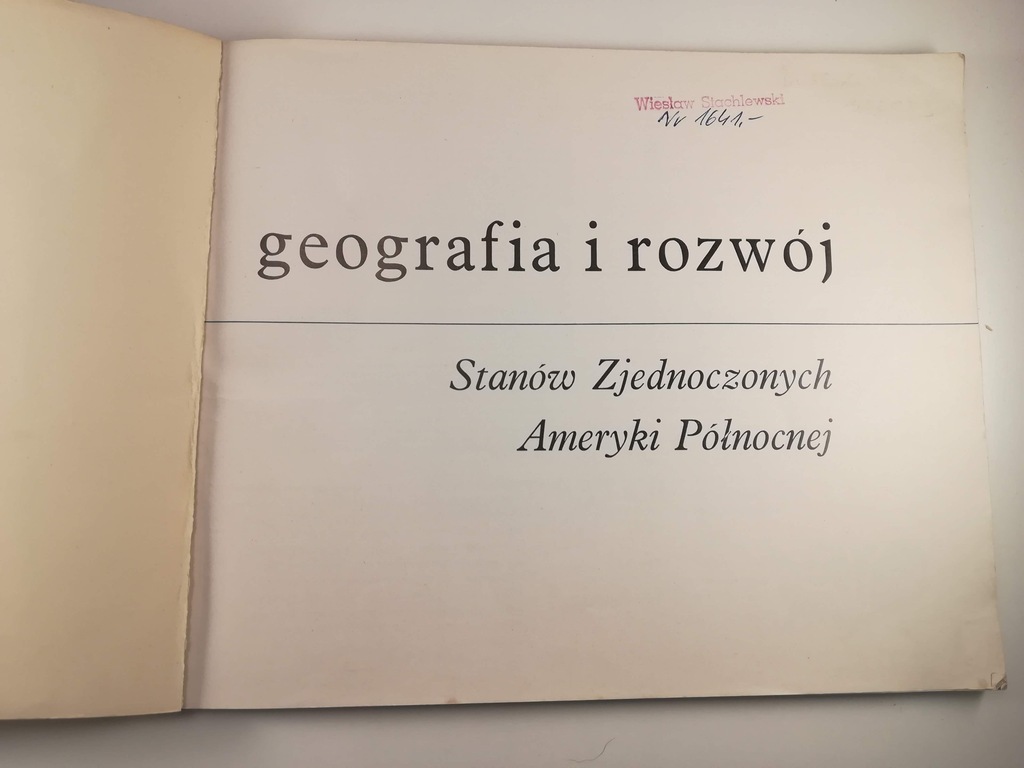 Wiesław Stachlewski
Nr 1641,-
geografia i rozwój
Stanów Zjednoczonych
Ameryki Północnej